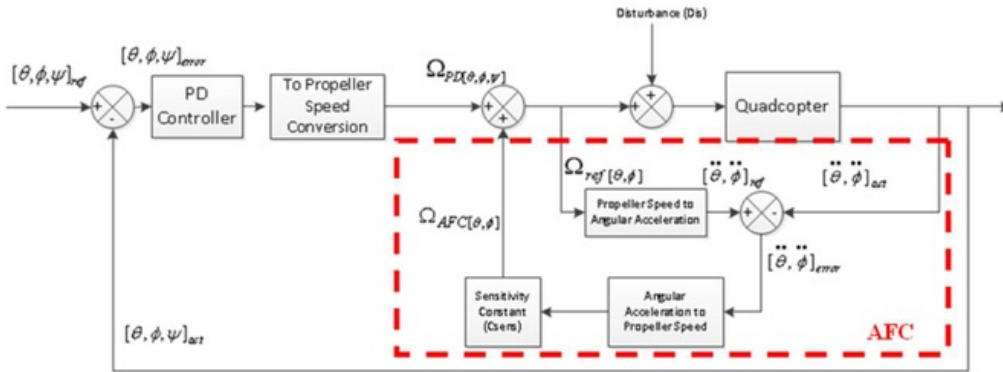 Disturbance (Dis)
[θ,ϕ,ψ]ref
[θ,ϕ,ψ]error
PD
Controller
To Propeller
Speed
Conversion
ΩPD[θ,ϕ,ψ]
+
-
+
+
+
+
Quadcopter
Ωref[θ,ϕ]
[θ̈,ϕ̈]ref
[θ̈,ϕ̈]act
Propeller Speed to
Angular Acceleration
+
-
ΩAFC[θ,ϕ]
[θ̈,ϕ̈]error
Sensitivity
Constant
(Csens)
Angular
Acceleration to
Propeller Speed
AFC
[θ,ϕ,ψ]act